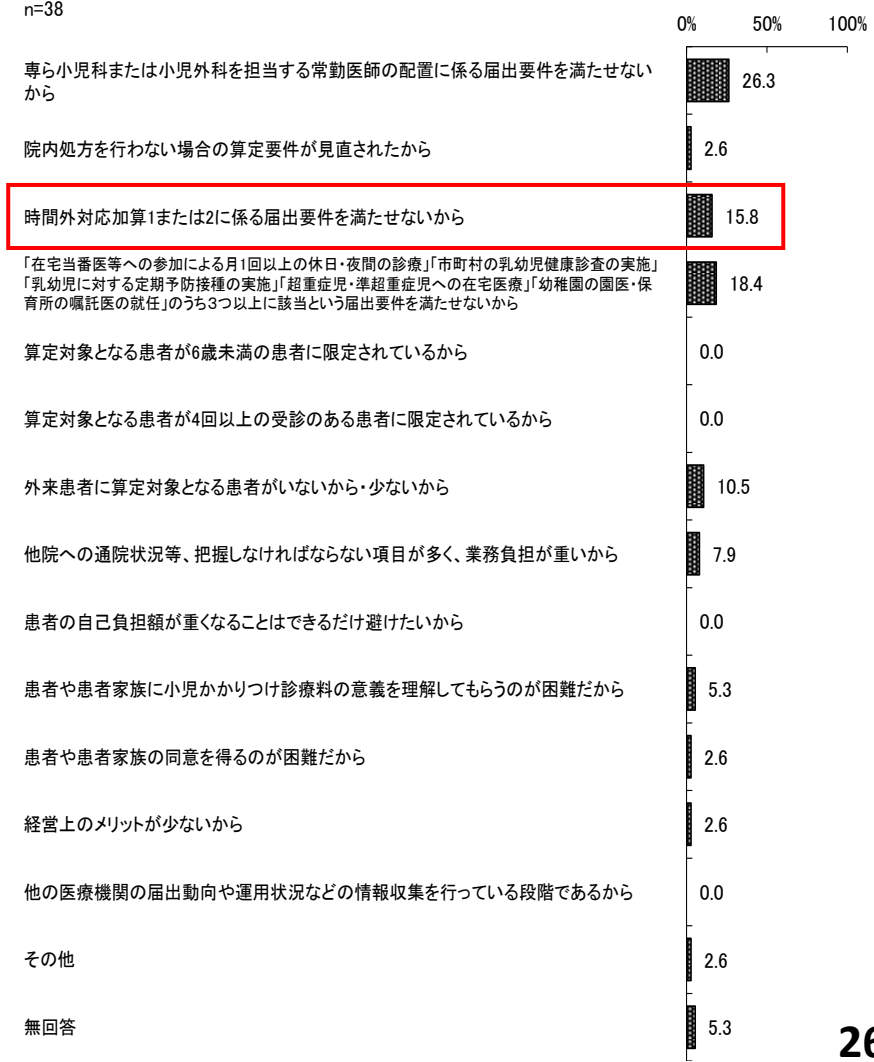 n=38
0% 50% 100%
専ら小児科または小児外科を担当する常勤医師の配置に係る届出要件を満たせない
から
26.3
院内処方を行わない場合の算定要件が見直されたから
2.6
時間外対応加算1または2に係る届出要件を満たせないから
15.8
「在宅当番医等への参加による月1回以上の休日・夜間の診療」「市町村の乳幼児健康診査の実施」
「乳幼児に対する定期予防接種の実施」「超重症児・準超重症児への在宅医療」「幼稚園の園医・保
育所の嘱託医の就任」のうち3つ以上に該当という届出要件を満たせないから
18.4
算定対象となる患者が6歳未満の患者に限定されているから
0.0
算定対象となる患者が4回以上の受診のある患者に限定されているから
0.0
外来患者に算定対象となる患者がいないから・少ないから
10.5
他院への通院状況等、把握しなければならない項目が多く、業務負担が重いから
7.9
患者の自己負担額が重くなることはできるだけ避けたいから
0.0
患者や患者家族に小児かかりつけ診療料の意義を理解してもらうのが困難だから
5.3
患者や患者家族の同意を得るのが困難だから
2.6
経営上のメリットが少ないから
2.6
他の医療機関の届出動向や運用状況などの情報収集を行っている段階であるから
0.0
その他
2.6
無回答
5.3
26